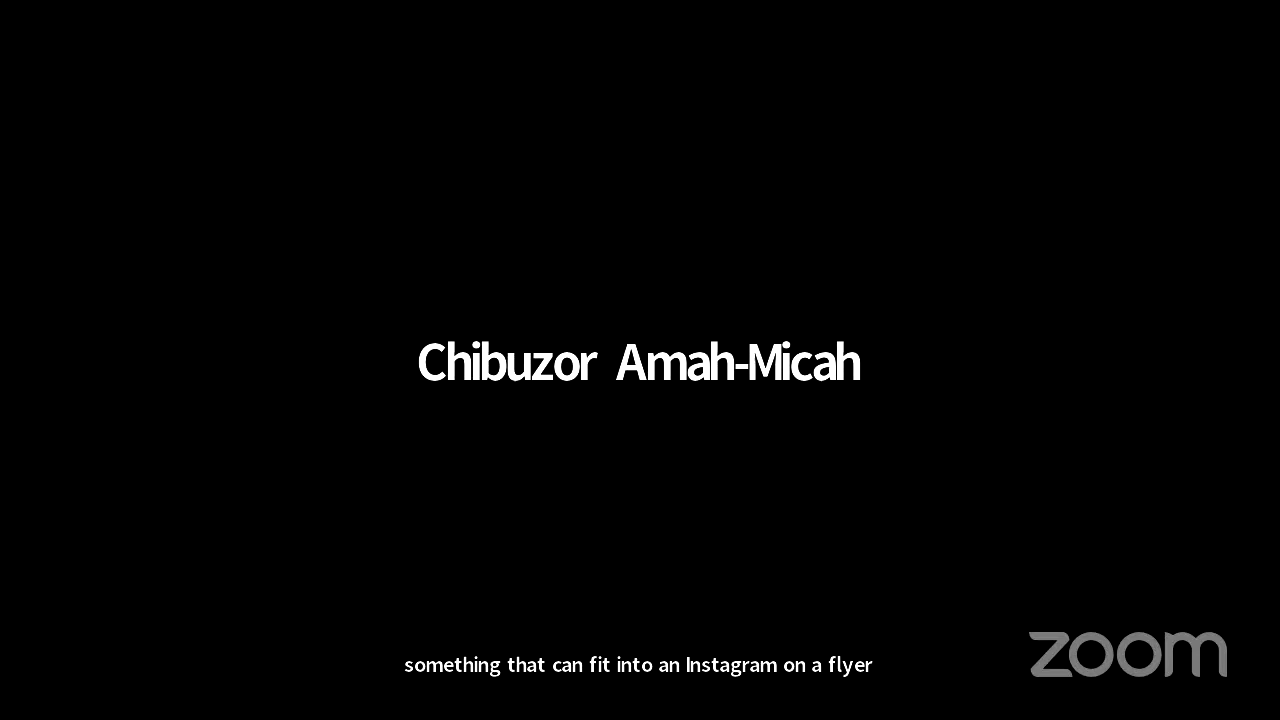 Chibuzor Amah-Micah
something that can fit into an Instagram on a flyer
zoom